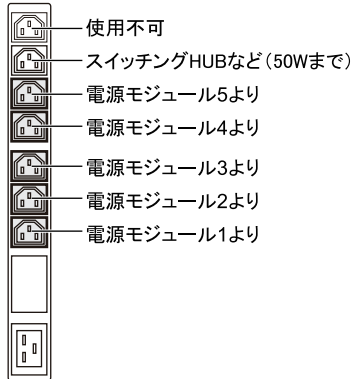 使用不可
スイッチングHUBなど（50Wまで）
電源モジュール5より
電源モジュール4より
電源モジュール3より
電源モジュール2より
電源モジュール1より